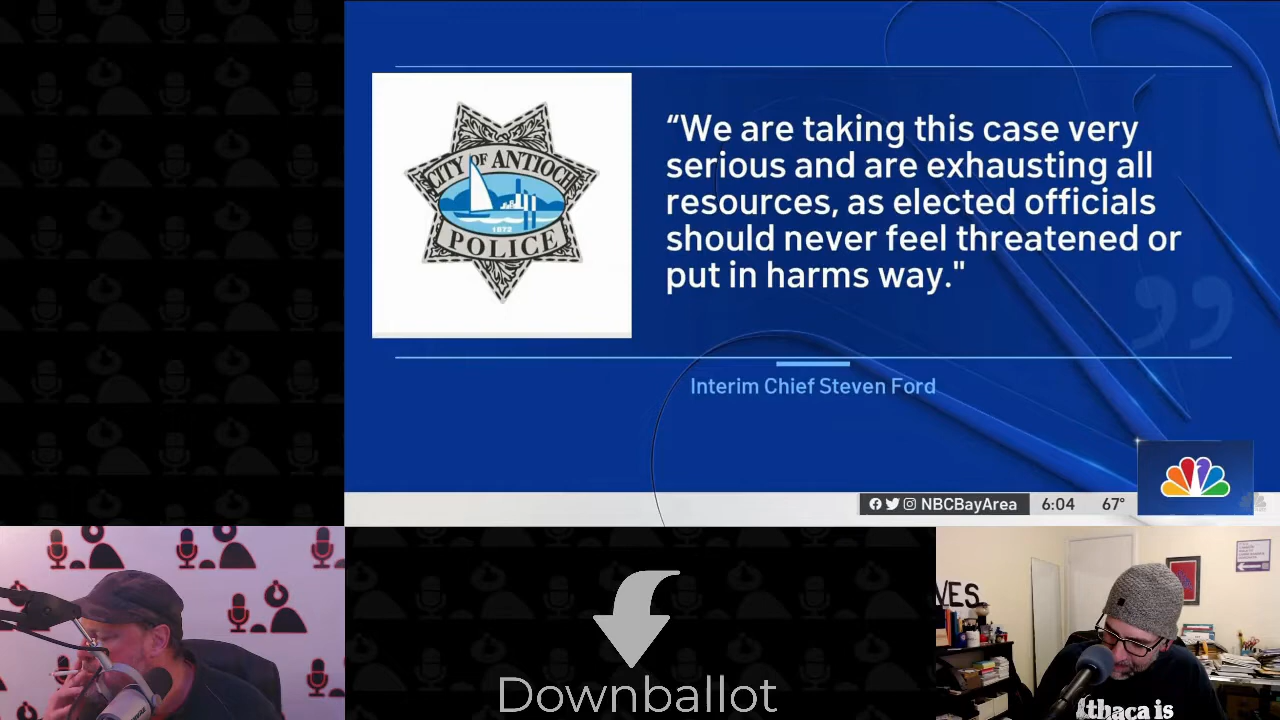 CITY OF ANTIOCH
1872
POLICE
“We are taking this case very
serious and are exhausting all
resources, as elected officials
should never feel threatened or
put in harms way."
Interim Chief Steven Ford
NBCBayArea 6:04 67°
Downballot
VES
Ithaca is